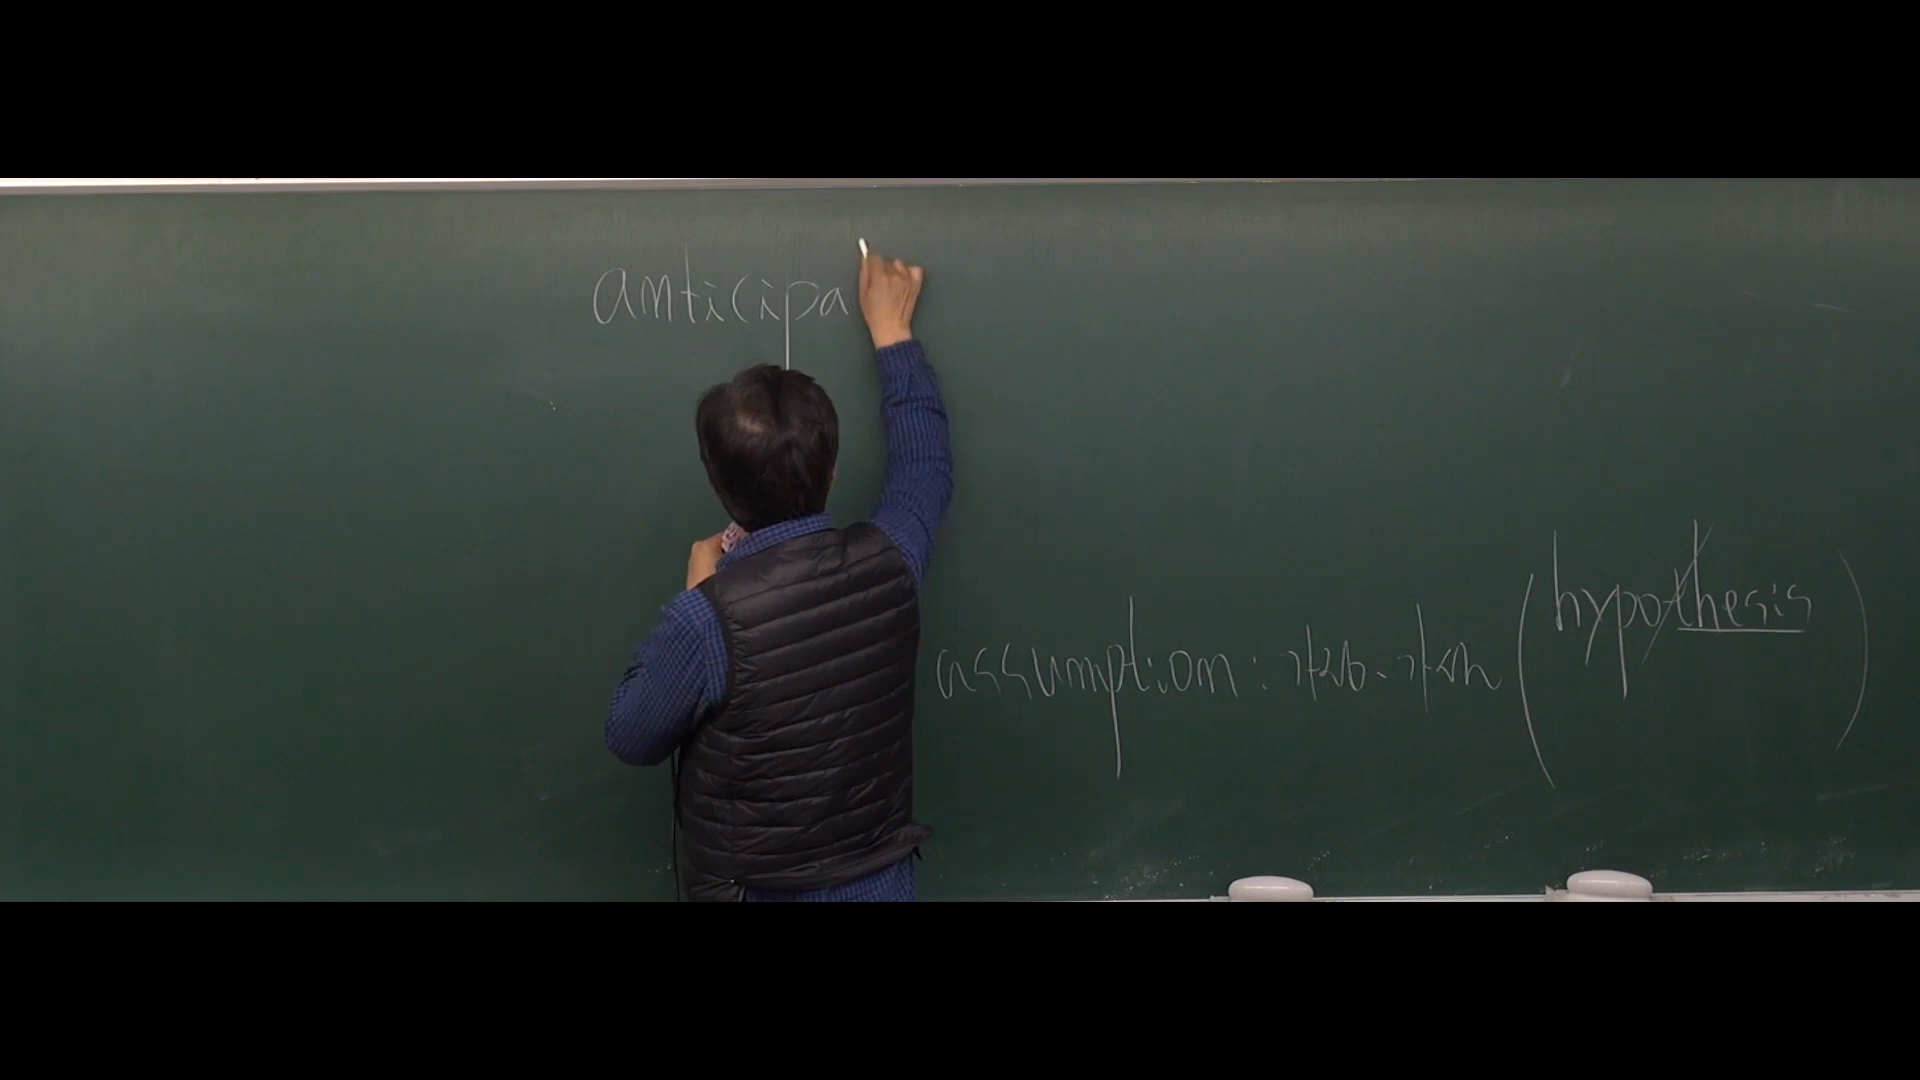 anticipa
assumption: 가정. 가설 (hypothesis)